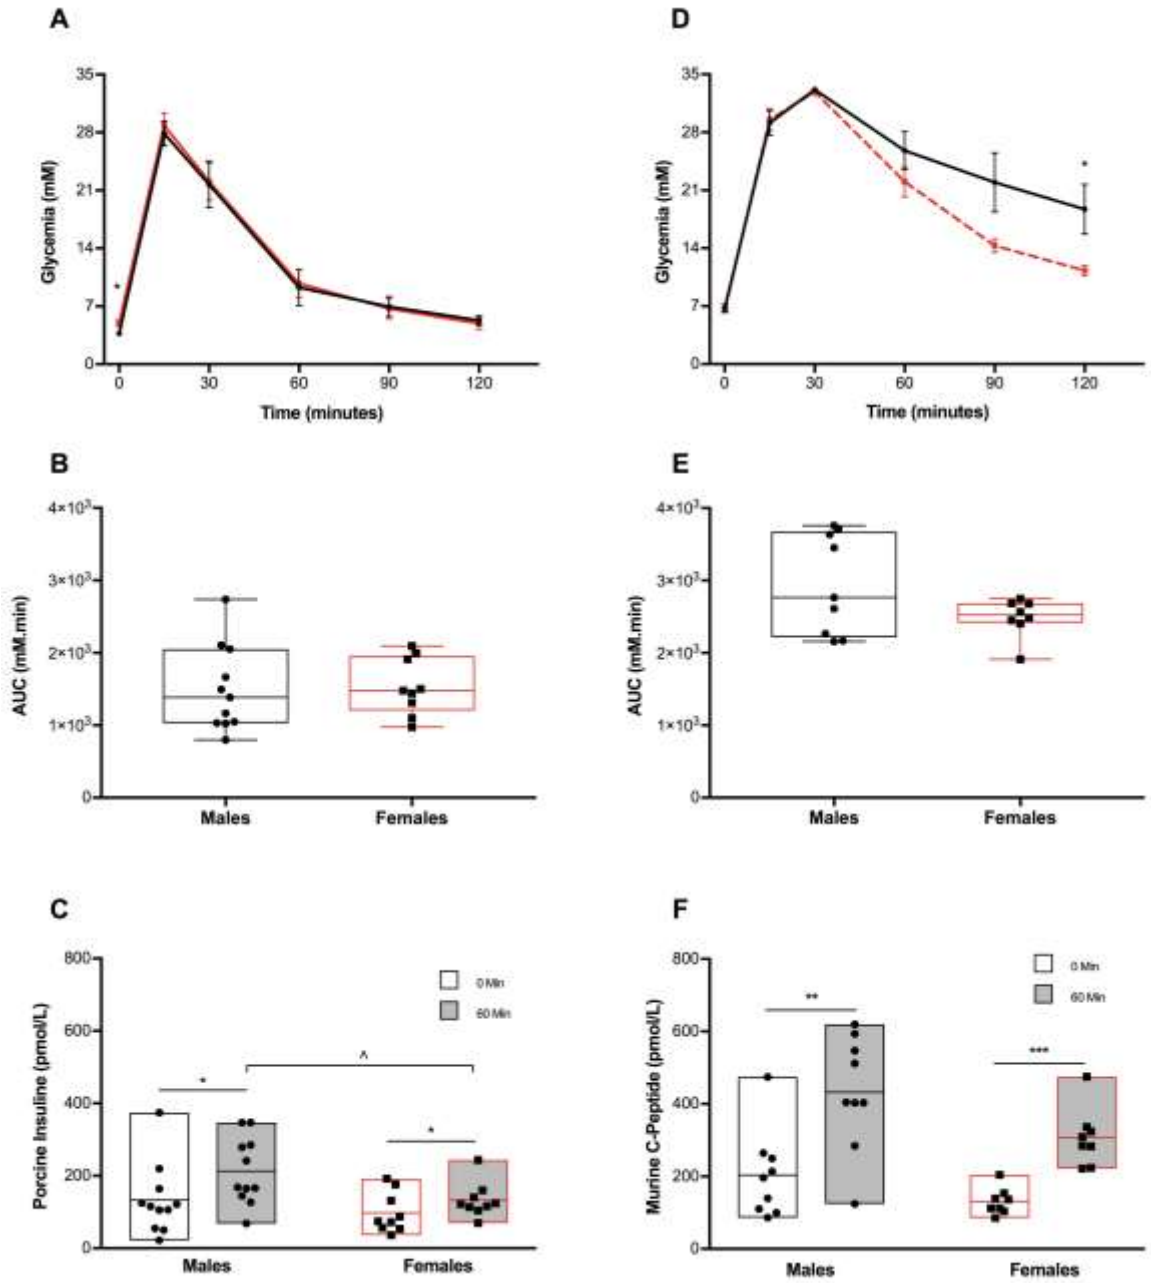 A
35
28
21
14
7
0
Glycemia (mM)
*
0 30 60 90 120
Time (minutes)
D
35
28
21
14
7
0
Glycemia (mM)
*
0 30 60 90 120
Time (minutes)
B
4×10³
3×10³
2×10³
1×10³
0
AUC (mM.min)
Males Females
E
4×10³
3×10³
2×10³
1×10³
0
AUC (mM.min)
Males Females
C
800
600
400
200
0
Porcine Insuline (pmol/L)
0 Min
60 Min
^
*
*
Males Females
F
800
600
400
200
0
Murine C-Peptide (pmol/L)
0 Min
60 Min
**
***
Males Females